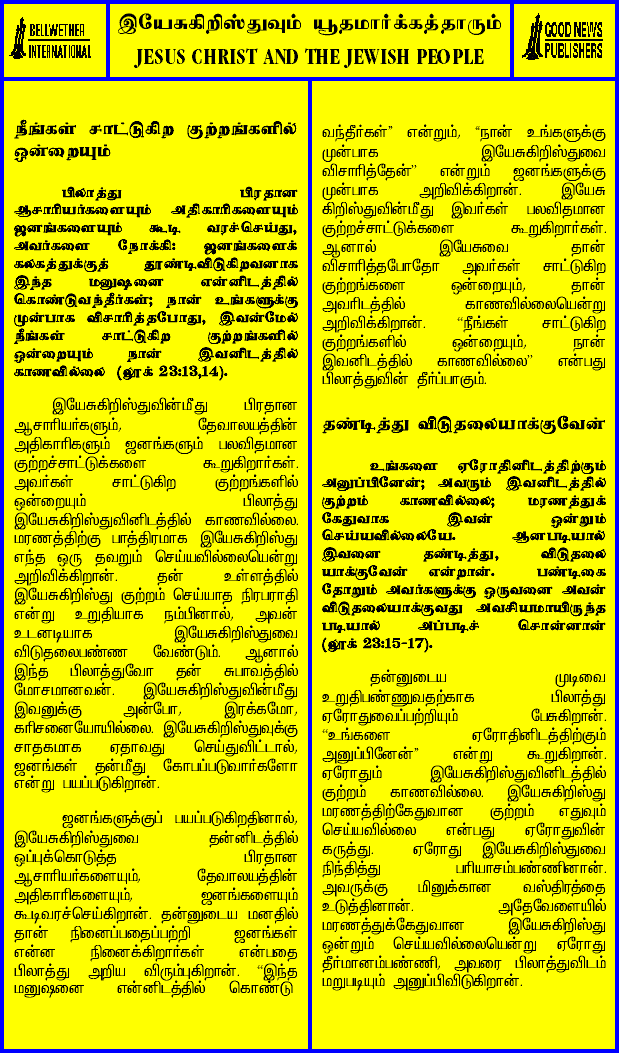 BELLWETHER
INTERNATIONAL
இயேசுகிறிஸ்துவும் யூதமார்க்கத்தாரும்
JESUS CHRIST AND THE JEWISH PEOPLE
GOOD NEWS
PUBLISHERS
நீங்கள் சாட்டுகிற குற்றங்களில்
ஒன்றையும்
பிலாத்து பிரதான
ஆசாரியர்களையும் அதிகாரிகளையும்
ஜனங்களையும் கூடி வரச்செய்து,
அவர்களை நோக்கி: ஜனங்களைக்
கலகத்துக்குத் தூண்டிவிடுகிறவனாக
இந்த மனுஷனை என்னிடத்தில்
கொண்டுவந்தீர்கள்; நான் உங்களுக்கு
முன்பாக விசாரித்தபோது, இவன்மேல்
நீங்கள் சாட்டுகிற குற்றங்களில்
ஒன்றையும் நான் இவனிடத்தில்
காணவில்லை (லூக் 23:13,14).
இயேசுகிறிஸ்துவின்மீது பிரதான
ஆசாரியர்களும், தேவாலயத்தின்
அதிகாரிகளும் ஜனங்களும் பலவிதமான
குற்றச்சாட்டுக்களை கூறுகிறார்கள்.
அவர்கள் சாட்டுகிற குற்றங்களில்
ஒன்றையும் பிலாத்து
இயேசுகிறிஸ்துவினிடத்தில் காணவில்லை.
மரணத்திற்கு பாத்திரமாக இயேசுகிறிஸ்து
எந்த ஒரு தவறும் செய்யவில்லையென்று
அறிவிக்கிறான். தன் உள்ளத்தில்
இயேசுகிறிஸ்து குற்றம் செய்யாத நிரபராதி
என்று உறுதியாக நம்பினால், அவன்
உடனடியாக இயேசுகிறிஸ்துவை
விடுதலைபண்ண வேண்டும். ஆனால்
இந்த பிலாத்துவோ தன் சுபாவத்தில்
மோசமானவன். இயேசுகிறிஸ்துவின்மீது
இவனுக்கு அன்போ, இரக்கமோ,
கரிசனையோயில்லை. இயேசுகிறிஸ்துவுக்கு
சாதகமாக ஏதாவது செய்துவிட்டால்,
ஜனங்கள் தன்மீது கோபப்படுவார்களோ
என்று பயப்படுகிறான்.
ஜனங்களுக்குப் பயப்படுகிறதினால்,
இயேசுகிறிஸ்துவை தன்னிடத்தில்
ஒப்புக்கொடுத்த பிரதான
ஆசாரியர்களையும், தேவாலயத்தின்
அதிகாரிகளையும், ஜனங்களையும்
கூடிவரச்செய்கிறான். தன்னுடைய மனதில்
தான் நினைப்பதைப்பற்றி ஜனங்கள்
என்ன நினைக்கிறார்கள் என்பதை
பிலாத்து அறிய விரும்புகிறான். “இந்த
மனுஷனை என்னிடத்தில் கொண்டு
வந்தீர்கள்” என்றும், “நான் உங்களுக்கு
முன்பாக இயேசுகிறிஸ்துவை
விசாரித்தேன்” என்றும் ஜனங்களுக்கு
முன்பாக அறிவிக்கிறான். இயேசு
கிறிஸ்துவின்மீது இவர்கள் பலவிதமான
குற்றச்சாட்டுக்களை கூறுகிறார்கள்.
ஆனால் இயேசுவை தான்
விசாரித்தபோதோ அவர்கள் சாட்டுகிற
குற்றங்களை ஒன்றையும், தான்
அவரிடத்தில் காணவில்லையென்று
அறிவிக்கிறான். “நீங்கள் சாட்டுகிற
குற்றங்களில் ஒன்றையும், நான்
இவனிடத்தில் காணவில்லை” என்பது
பிலாத்துவின் தீர்ப்பாகும்.
தண்டித்து விடுதலையாக்குவேன்
உங்களை ஏரோதினிடத்திற்கும்
அனுப்பினேன்; அவரும் இவனிடத்தில்
குற்றம் காணவில்லை; மரணத்துக்
கேதுவாக இவன் ஒன்றும்
செய்யவில்லையே. ஆனபடியால்
இவனை தண்டித்து, விடுதலை
யாக்குவேன் என்றான். பண்டிகை
தோறும் அவர்களுக்கு ஒருவனை அவன்
விடுதலையாக்குவது அவசியமாயிருந்த
படியால் அப்படிச் சொன்னான்
(லூக் 23:15-17).
தன்னுடைய முடிவை
உறுதிபண்ணுவதற்காக பிலாத்து
ஏரோதுவைப்பற்றியும் பேசுகிறான்.
“உங்களை ஏரோதினிடத்திற்கும்
அனுப்பினேன்” என்று கூறுகிறான்.
ஏரோதும் இயேசுகிறிஸ்துவினிடத்தில்
குற்றம் காணவில்லை. இயேசுகிறிஸ்து
மரணத்திற்கேதுவான குற்றம் எதுவும்
செய்யவில்லை என்பது ஏரோதுவின்
கருத்து. ஏரோது இயேசுகிறிஸ்துவை
நிந்தித்து பரியாசம்பண்ணினான்.
அவருக்கு மினுக்கான வஸ்திரத்தை
உடுத்தினான். அதேவேளையில்
மரணத்துக்கேதுவான இயேசுகிறிஸ்து
ஒன்றும் செய்யவில்லையென்று ஏரோது
தீர்மானம்பண்ணி, அவரை பிலாத்துவிடம்
மறுபடியும் அனுப்பிவிடுகிறான்.